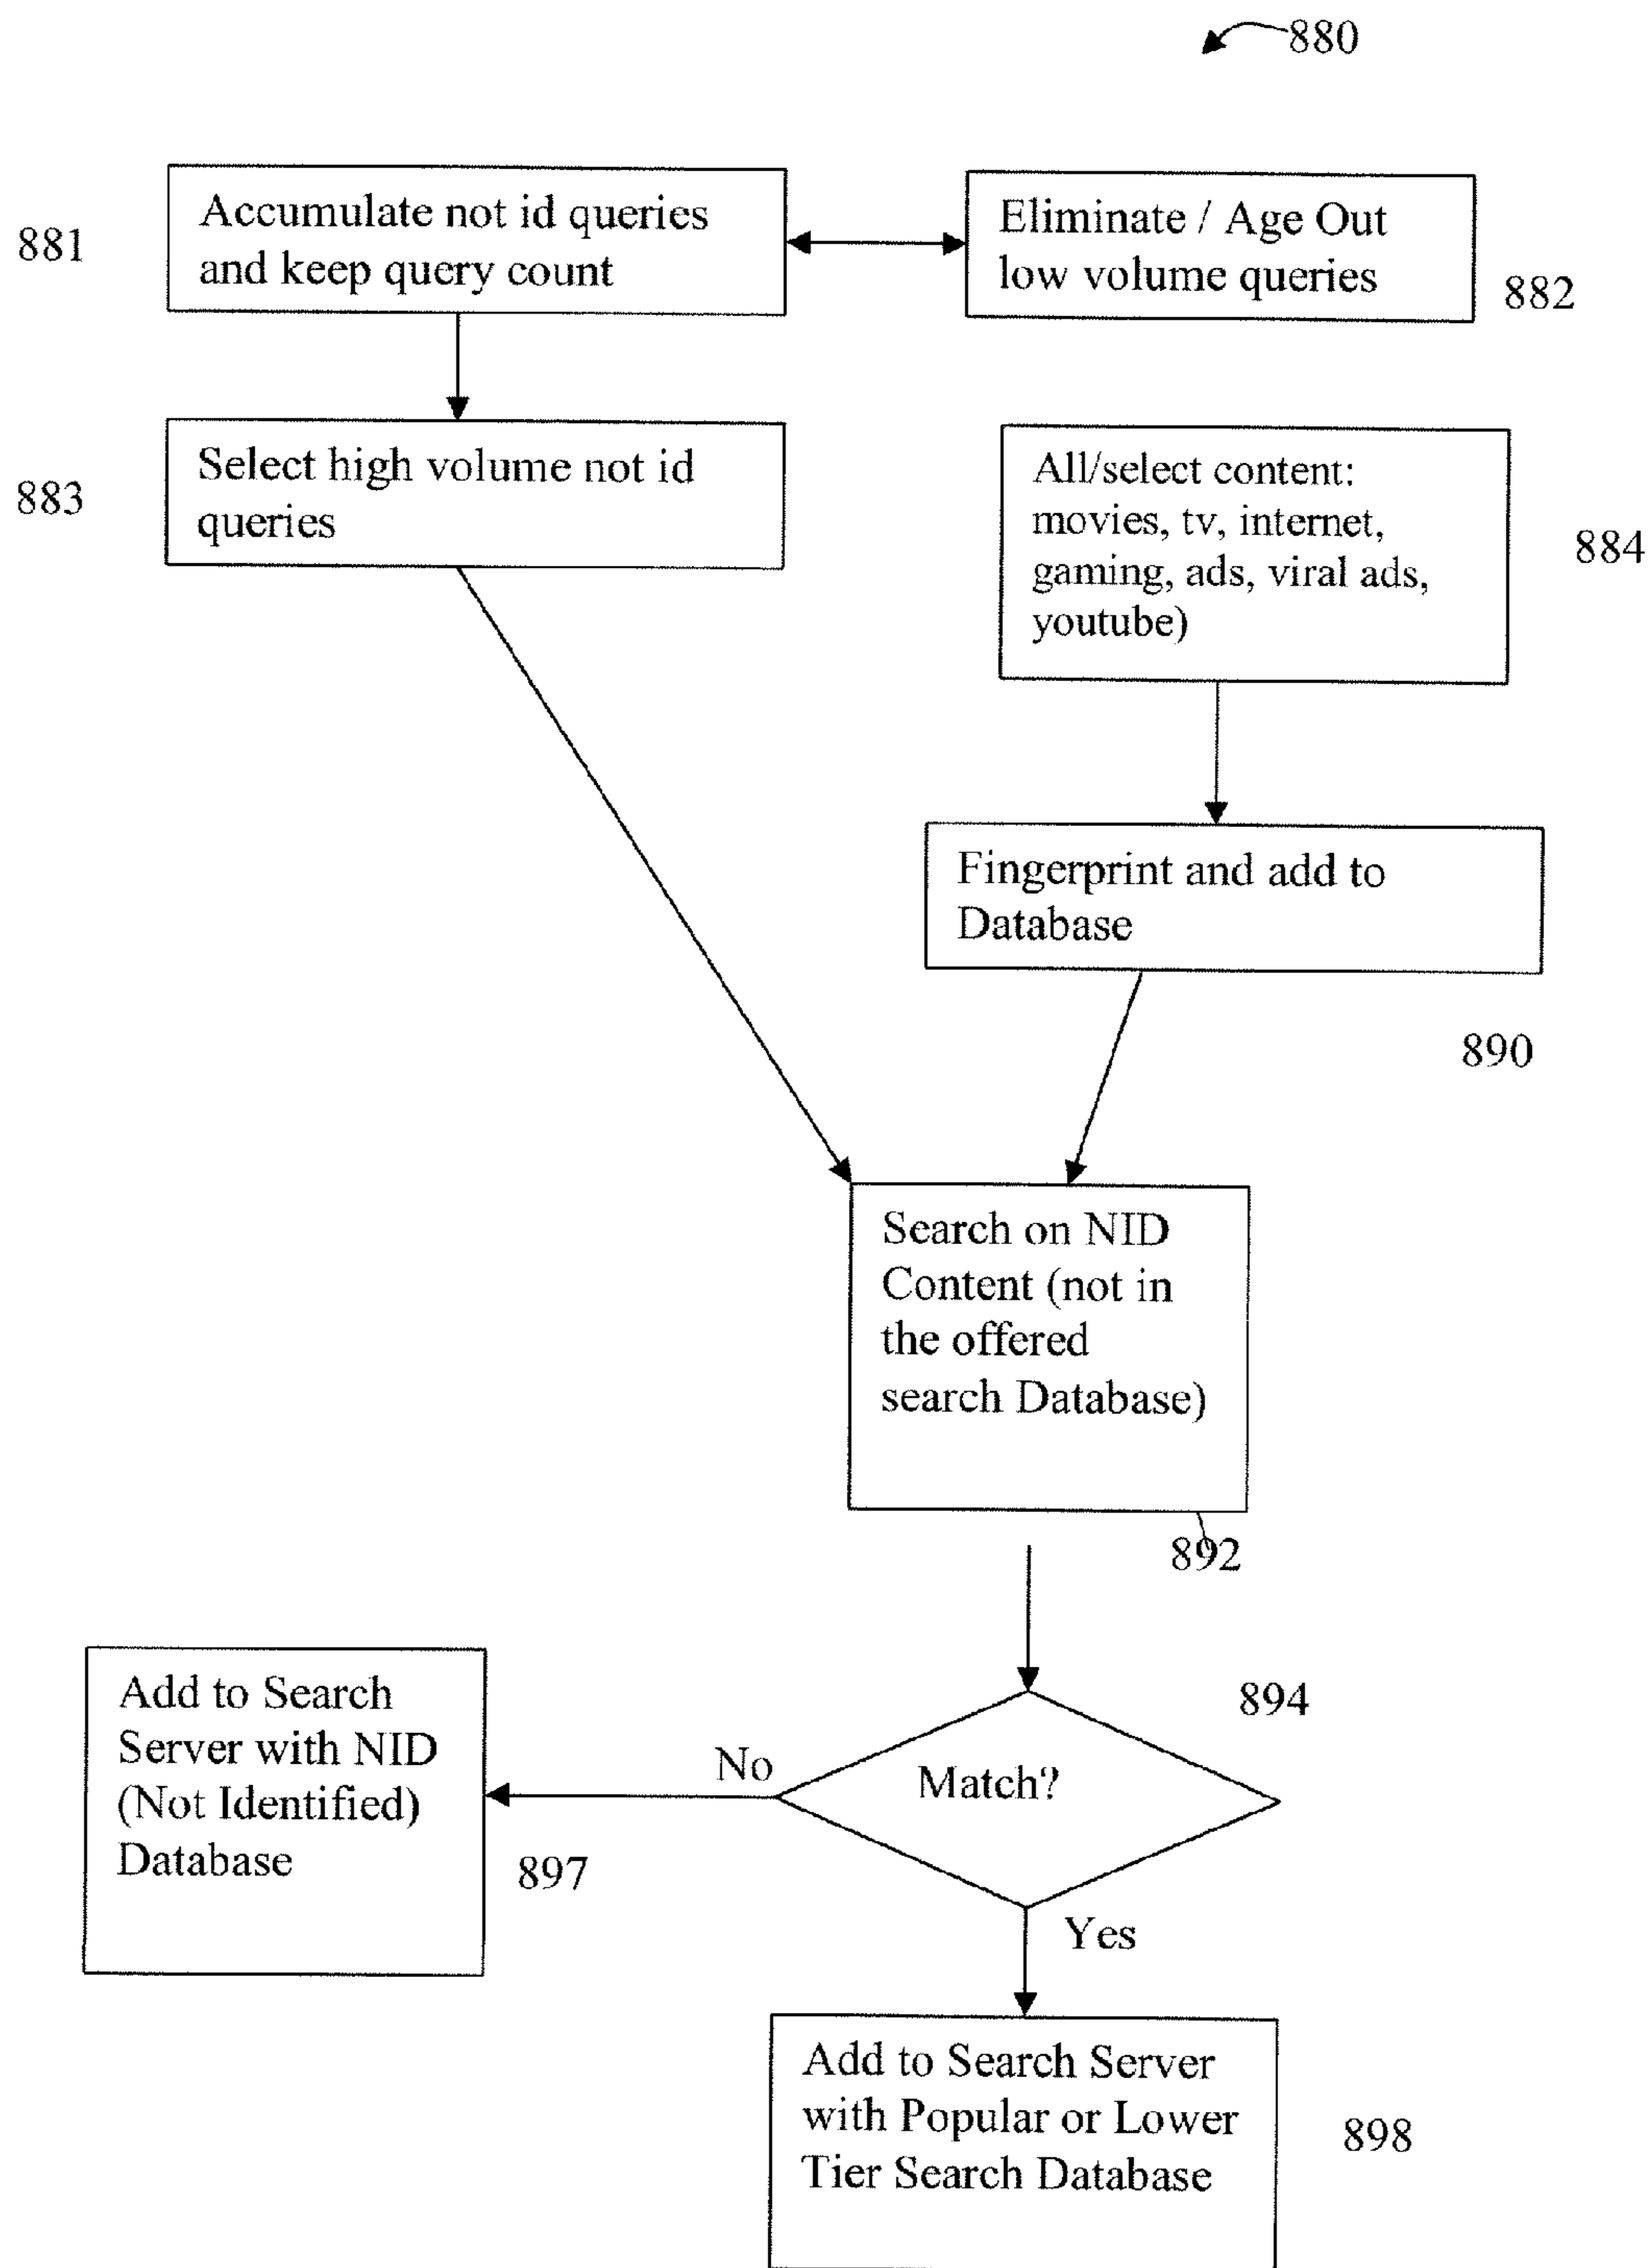 880
Accumulate not id queries
and keep query count
881
Eliminate / Age Out
low volume queries
882
Select high volume not id
queries
883
All/select content:
movies, tv, internet,
gaming, ads, viral ads,
youtube)
884
Fingerprint and add to
Database
890
Search on NID
Content (not in
the offered
search Database)
892
894
Match?
No
Add to Search
Server with NID
(Not Identified)
Database
897
Yes
Add to Search Server
with Popular or Lower
Tier Search Database
898